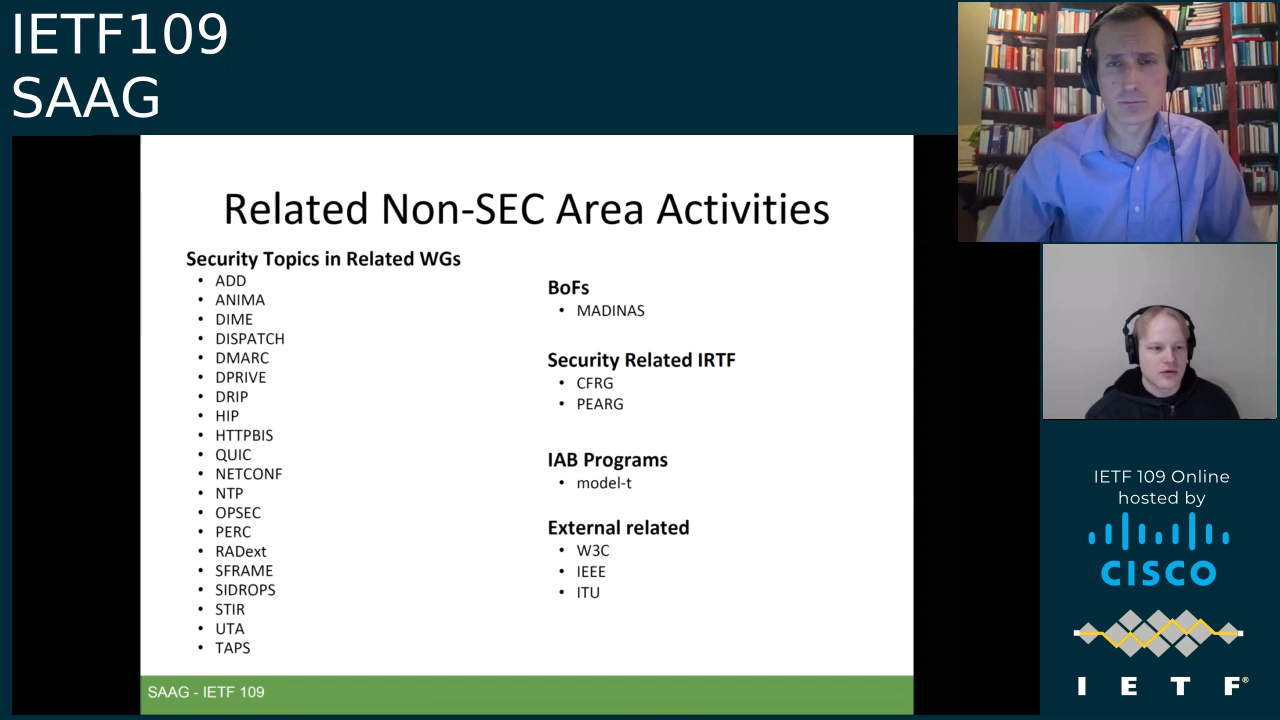 IETF109
SAAG
Related Non-SEC Area Activities
Security Topics in Related WGs
• ADD
• ANIMA
• DIME
• DISPATCH
• DMARC
• DPRIVE
• DRIP
• HIP
• HTTPBIS
• QUIC
• NETCONF
• NTP
• OPSEC
• PERC
• RADext
• SFRAME
• SIDROPS
• STIR
• UTA
• TAPS
BoFs
• MADINAS
Security Related IRTF
• CFRG
• PEARG
IAB Programs
• model-t
External related
• W3C
• IEEE
• ITU
SAAG - IETF 109
IETF 109 Online
hosted by
CISCO
I E T F®